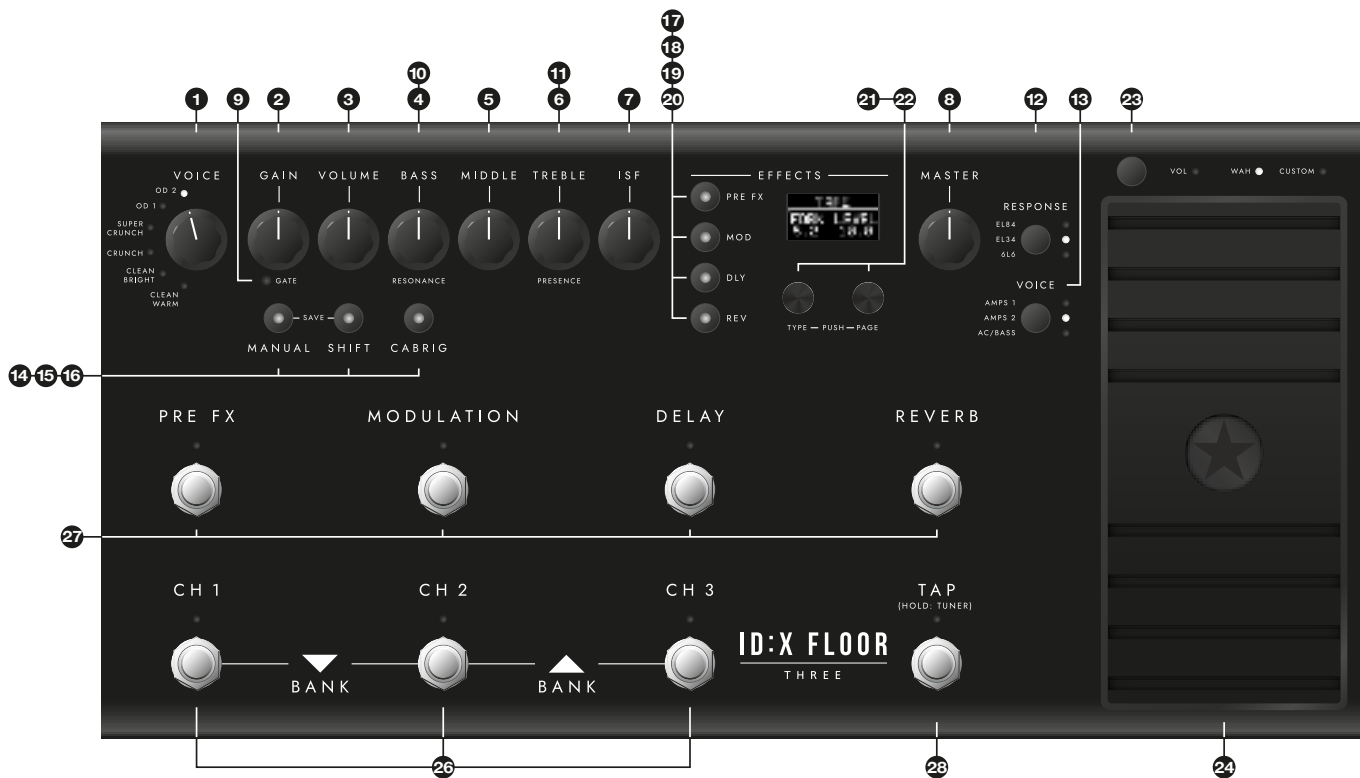 17
18
10 11 19
1 9 2 3 4 5 6 7 20 21 22 8 12 13 23
VOICE GAIN VOLUME BASS MIDDLE TREBLE ISF EFFECTS MASTER
VOL WAH CUSTOM
OD 2
OD 1
SUPER
CRUNCH
CRUNCH
CLEAN
BRIGHT
CLEAN
WARM
GATE
RESONANCE
PRESENCE
PRE FX
MOD
DLY
REV
FDBK LEVEL
TYPE PUSH PAGE
RESPONSE
EL84
EL34
6L6
VOICE
AMPS 1
AMPS 2
AC/BASS
SAVE
MANUAL SHIFT CABRIG
14 15 16
PRE FX MODULATION DELAY REVERB
27
CH 1 CH 2 CH 3 TAP
(HOLD: TUNER)
BANK BANK
ID:X FLOOR
THREE
26 28 24